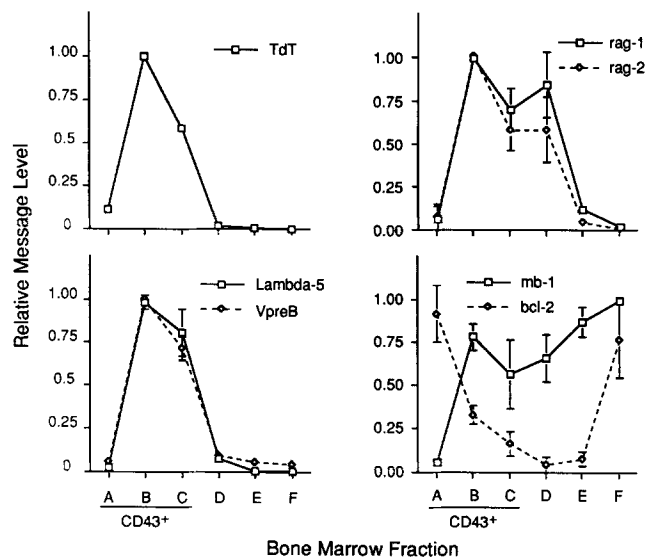 Relative Message Level
1.00
0.75
0.5
0.25
0
TdT
1.00
0.75
0.50
0.25
0.00
rag-1
rag-2
1.00
0.75
0.5
0.25
0
Lambda-5
VpreB
A B C D E F
CD43+
1.00
0.75
0.50
0.25
0.00
mb-1
bcl-2
A B C D E F
CD43+
Bone Marrow Fraction